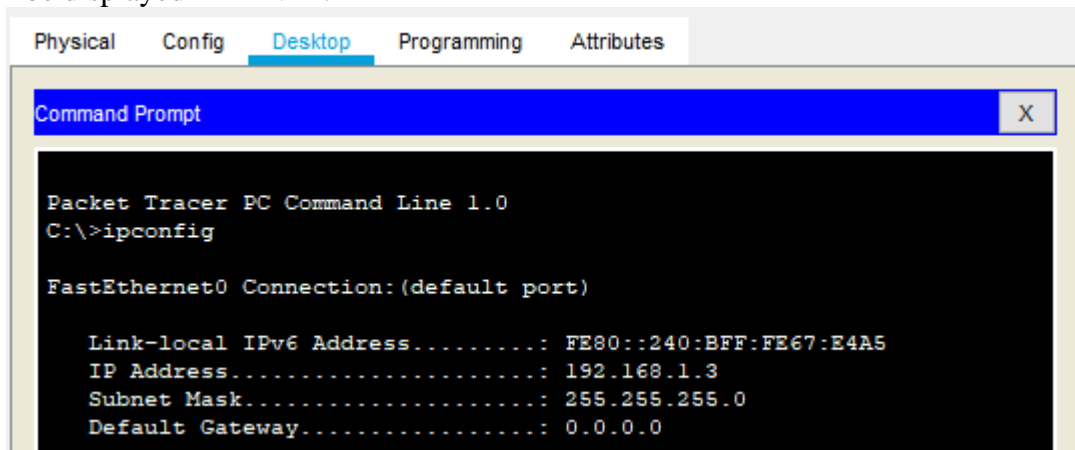 Physical Config Desktop Programming Attributes
Command Prompt X
Packet Tracer PC Command Line 1.0
C:\>ipconfig
FastEthernet0 Connection:(default port)
Link-local IPv6 Address.........: FE80::240:BFF:FE67:E4A5
IP Address......................: 192.168.1.3
Subnet Mask.....................: 255.255.255.0
Default Gateway.................: 0.0.0.0